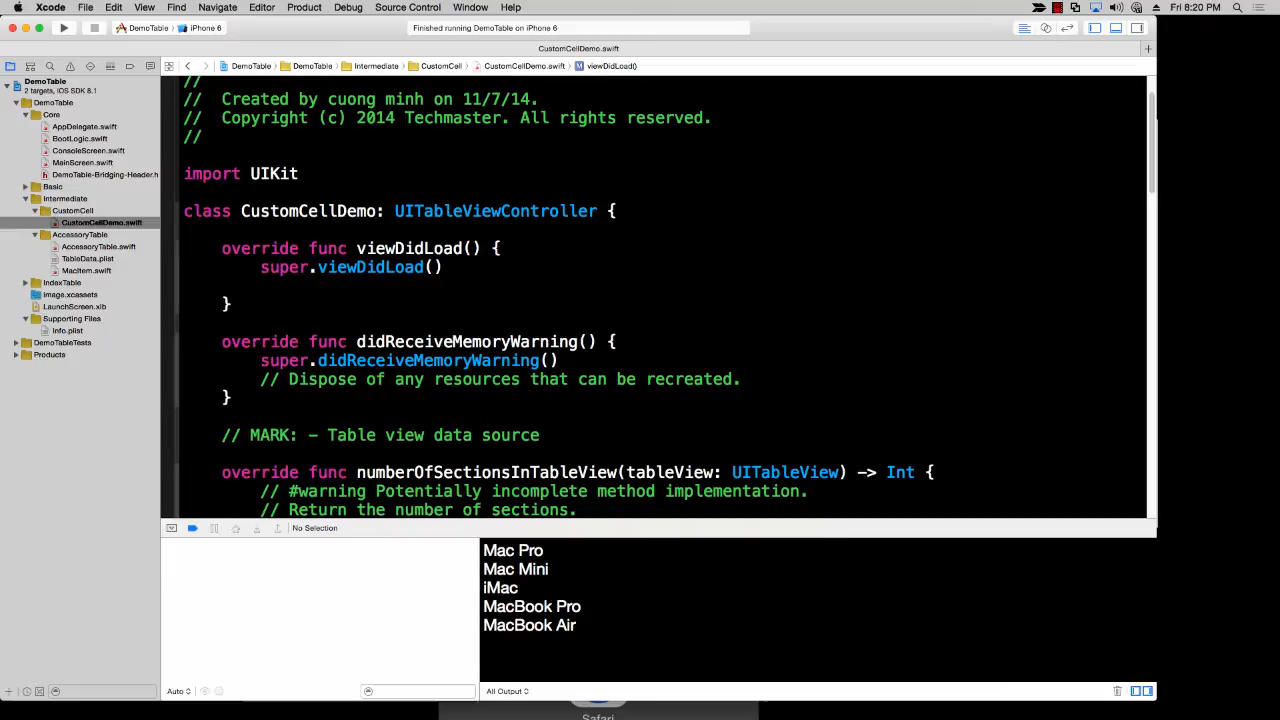 Xcode File Edit View Find Navigate Editor Product Debug Source Control Window Help Fri 8:20 PM
DemoTable iPhone 6 Finished running DemoTable on iPhone 6
CustomCellDemo.swift
DemoTable DemoTable Intermediate CustomCell CustomCellDemo.swift viewDidLoad()
DemoTable
2 targets, iOS SDK 8.1
DemoTable
Core
AppDelegate.swift
BootLogic.swift
ConsoleScreen.swift
MainScreen.swift
DemoTable-Bridging-Header.h
Basic
Intermediate
CustomCell
CustomCellDemo.swift
AccessoryTable
AccessoryTable.swift
TableData.plist
MacItem.swift
IndexTable
image.xcassets
LaunchScreen.xib
Supporting Files
Info.plist
DemoTableTests
Products
//
// Created by cuong minh on 11/7/14.
// Copyright (c) 2014 Techmaster. All rights reserved.
//
import UIKit
class CustomCellDemo: UITableViewController {
override func viewDidLoad() {
super.viewDidLoad()
}
override func didReceiveMemoryWarning() {
super.didReceiveMemoryWarning()
// Dispose of any resources that can be recreated.
}
// MARK: - Table view data source
override func numberOfSectionsInTableView(tableView: UITableView) -> Int {
// #warning Potentially incomplete method implementation.
// Return the number of sections.
No Selection
Mac Pro
Mac Mini
iMac
MacBook Pro
MacBook Air
Auto
All Output
Safari